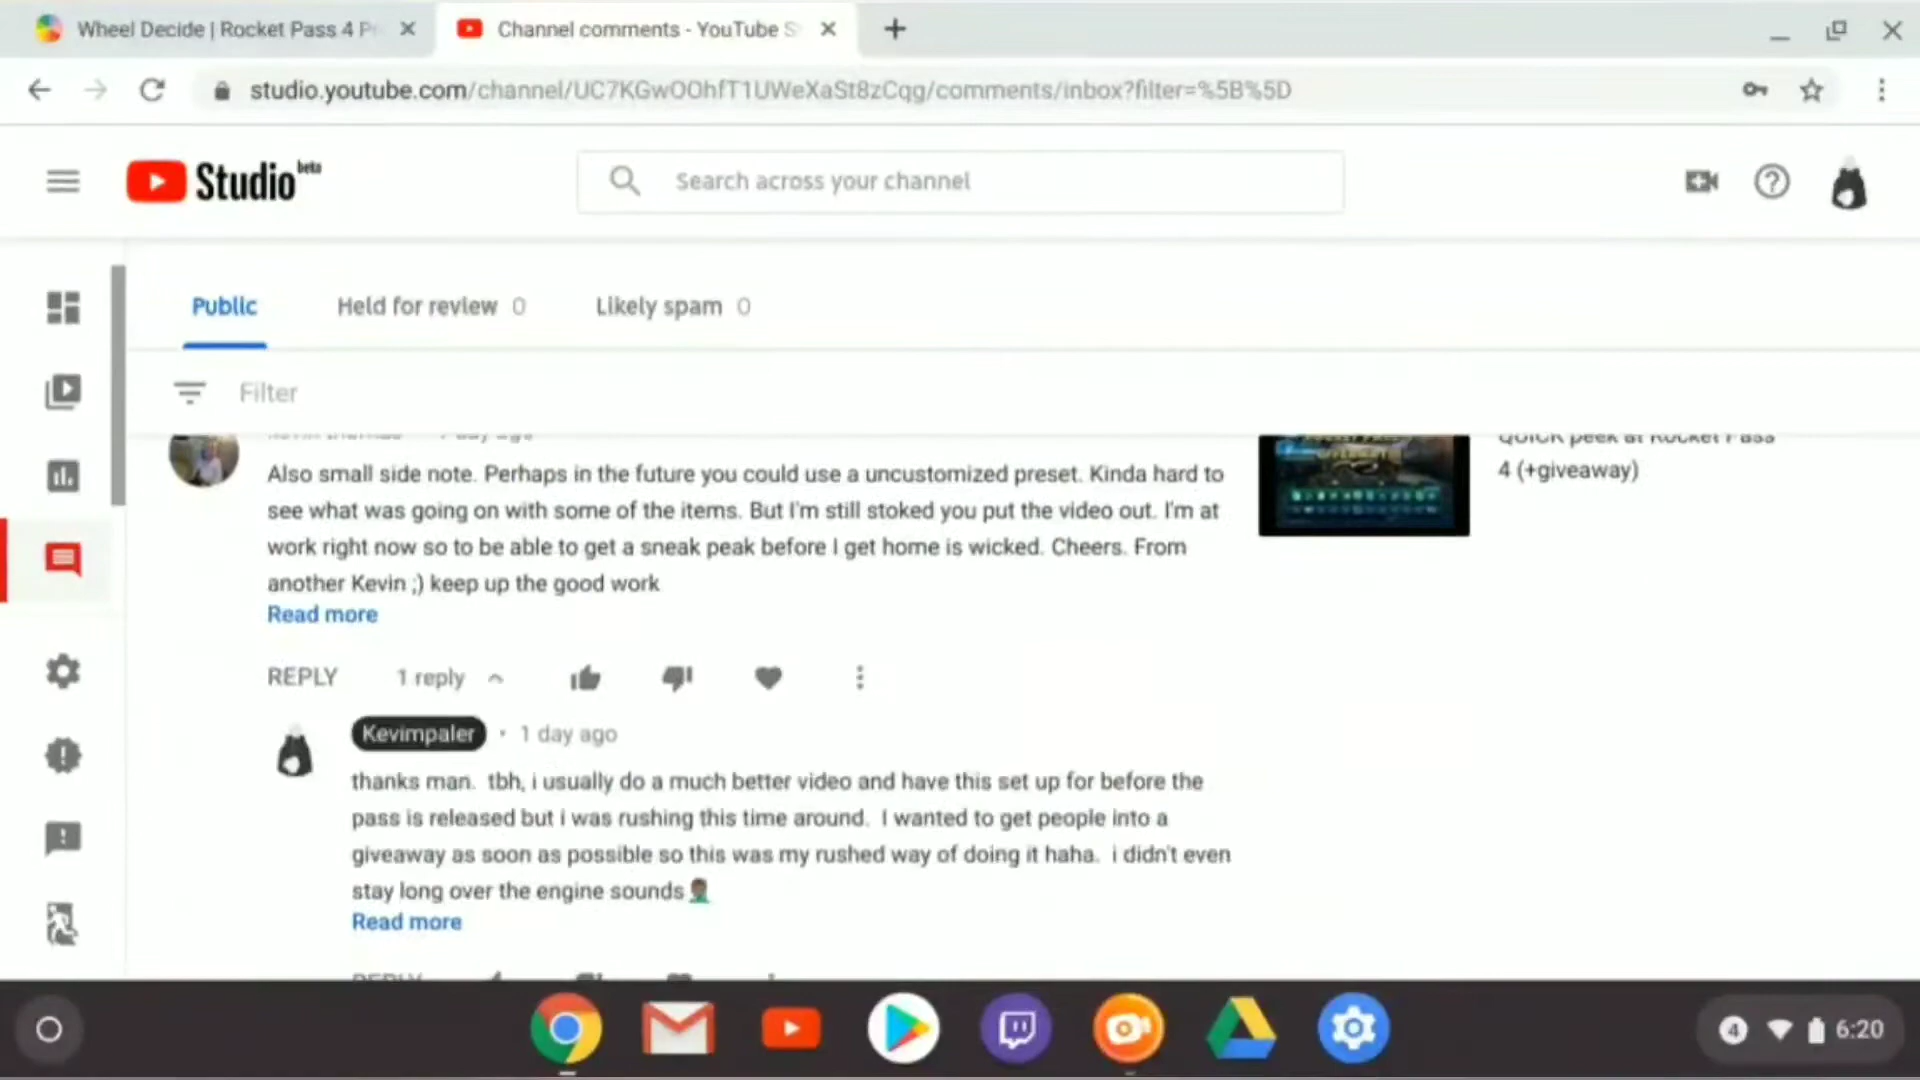 Wheel Decide | Rocket Pass 4 P
Channel comments - YouTube S
studio.youtube.com/channel/UC7KGwOOhfT1UWeXaSt8zCqg/comments/inbox?filter=%5B%5D
Studio beta
Search across your channel
Public
Held for review 0
Likely spam 0
Filter
Also small side note. Perhaps in the future you could use a uncustomized preset. Kinda hard to
see what was going on with some of the items. But I'm still stoked you put the video out. I'm at
work right now so to be able to get a sneak peak before I get home is wicked. Cheers. From
another Kevin ;) keep up the good work
Read more
Quick peek at Rocket Pass
4 (+giveaway)
REPLY 1 reply
Kevimpaler • 1 day ago
thanks man. tbh, i usually do a much better video and have this set up for before the
pass is released but i was rushing this time around. I wanted to get people into a
giveaway as soon as possible so this was my rushed way of doing it haha. i didn't even
stay long over the engine sounds
Read more
REPLY
4 6:20